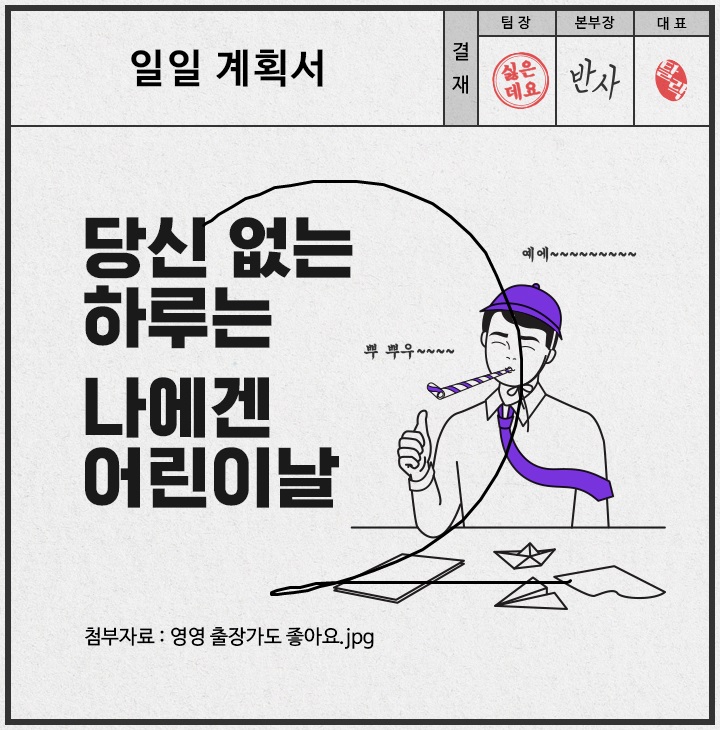 일일 계획서
결재
팀 장
본부장
대 표
싫은
데요
반사
콜락
당신 없는
하루는
나에겐
어린이날
예에~~~~~~~~~
뿌 뿌우~~~~
첨부자료 : 영영 출장가도 좋아요.jpg